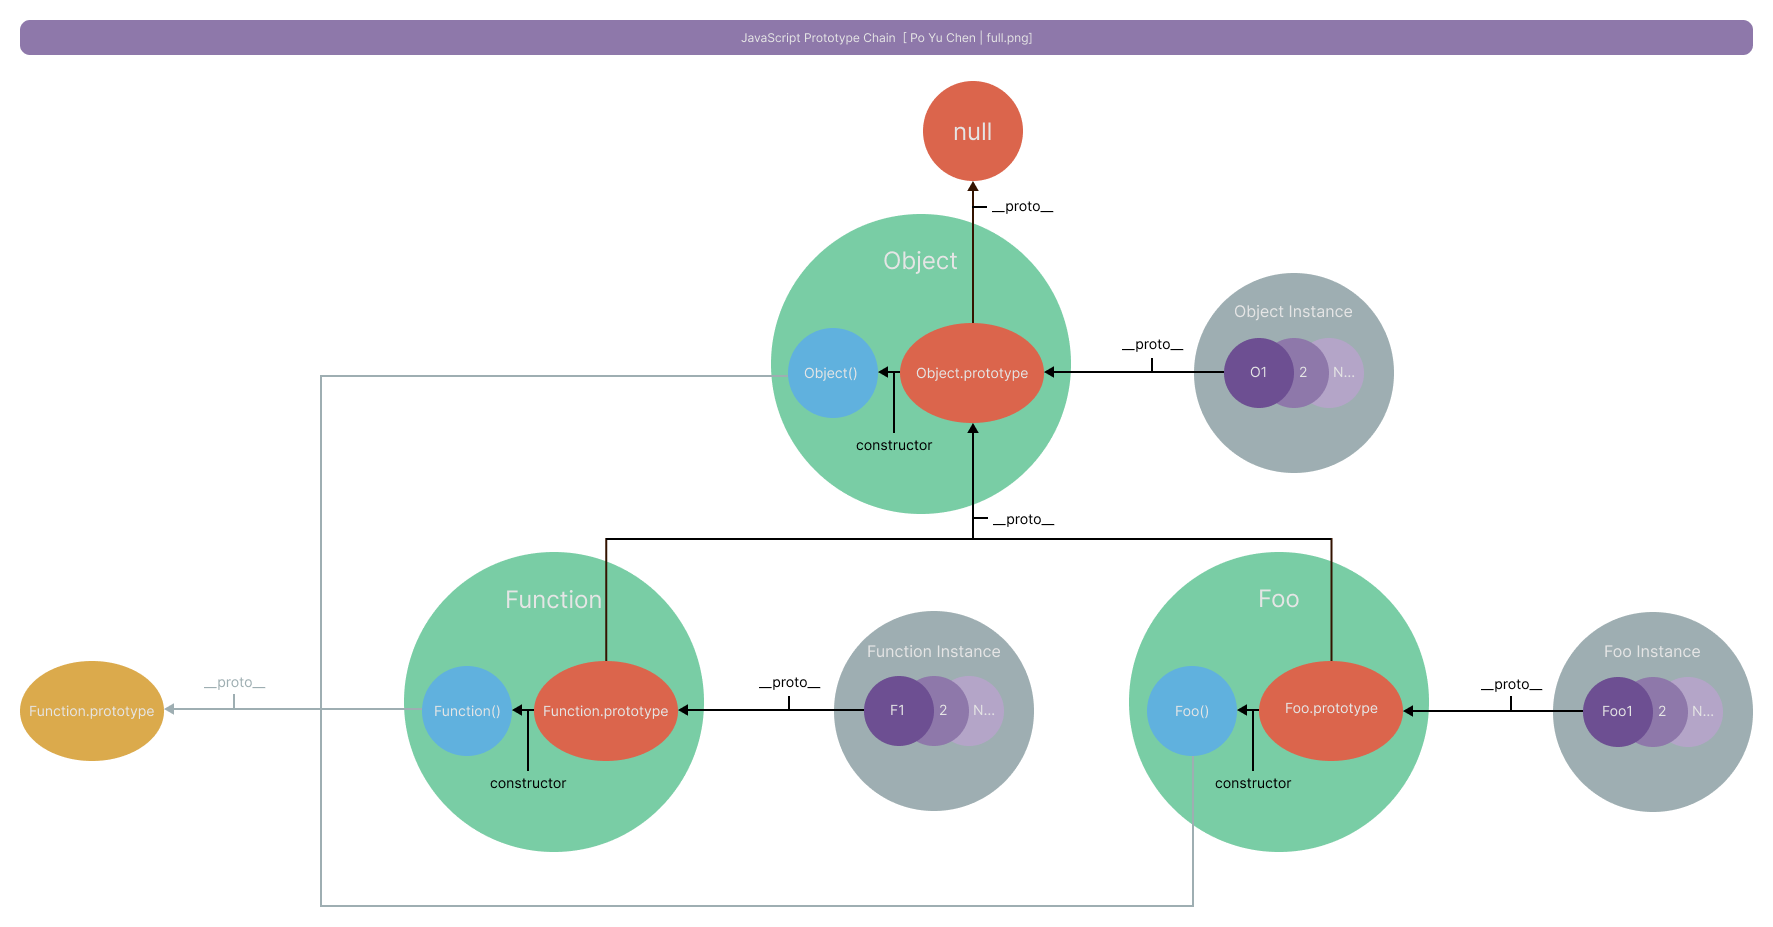 JavaScript Prototype Chain [ Po Yu Chen | full.png]
null
__proto__
Object
Object Instance
__proto__
Object()
Object.prototype
O1
2
N...
constructor
__proto__
Function
Foo
Function Instance
Foo Instance
__proto__
__proto__
__proto__
Function.prototype
Function()
Function.prototype
F1
2
N...
Foo()
Foo.prototype
Foo1
2
N...
constructor
constructor